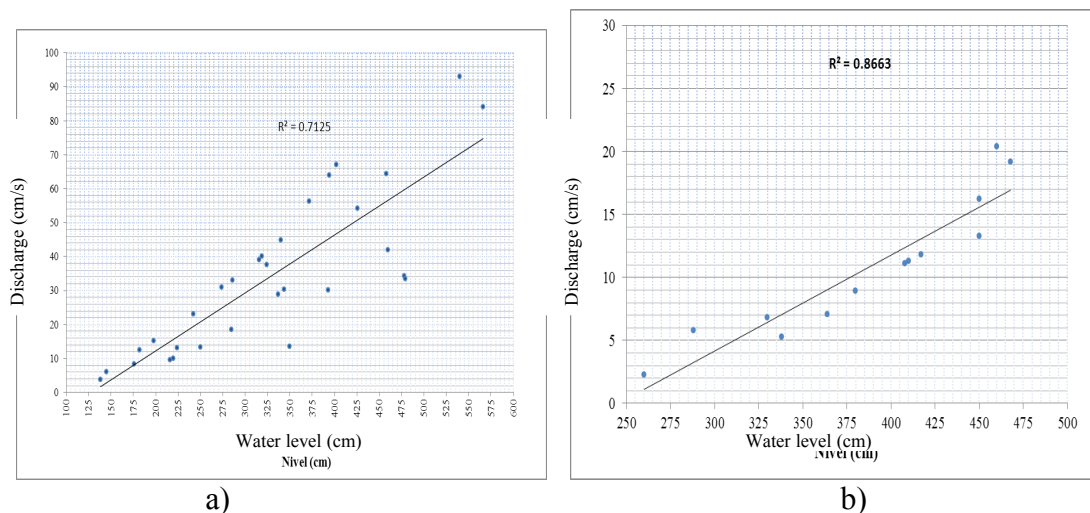 100
90
80
70
60
50
40
30
20
10
0
R² = 0.7125
Discharge (cm/s)
100 125 150 175 200 225 250 275 300 325 350 375 400 425 450 475 500 525 550 575 600
Water level (cm)
Nivel (cm)
a)
30
25
20
15
10
5
0
R² = 0.8663
Discharge (cm/s)
250 275 300 325 350 375 400 425 450 475 500
Water level (cm)
Nivel (cm)
b)